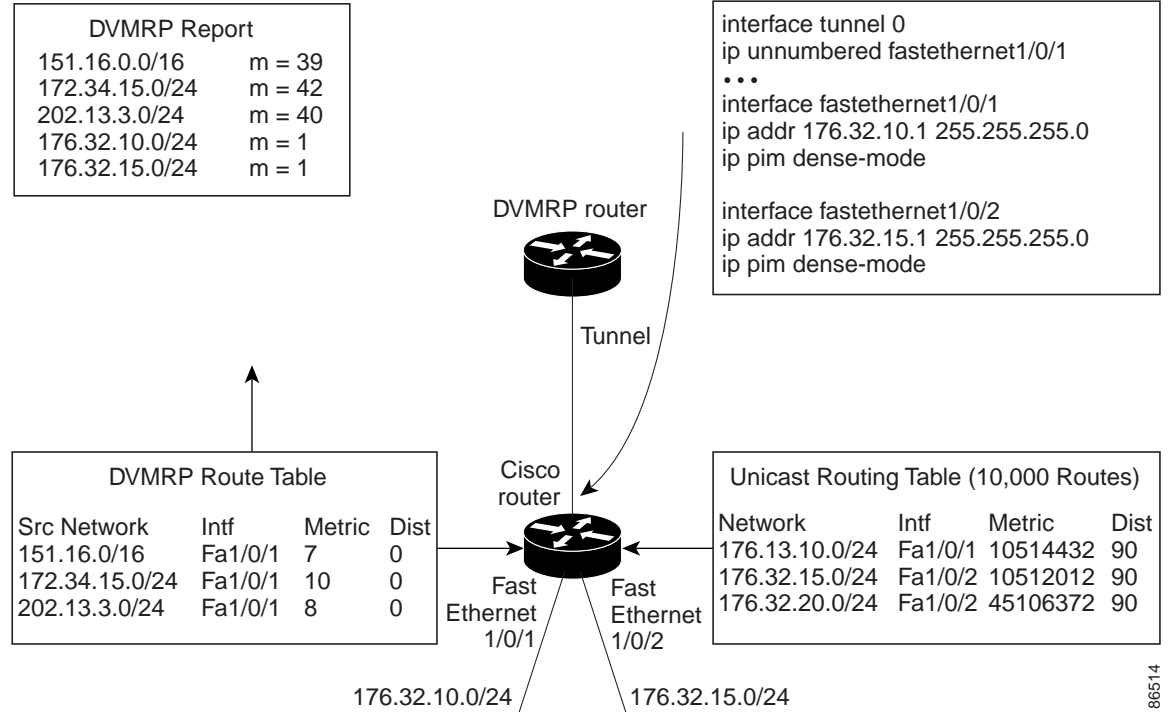 DVMRP Report
151.16.0.0/16 m = 39
172.34.15.0/24 m = 42
202.13.3.0/24 m = 40
176.32.10.0/24 m = 1
176.32.15.0/24 m = 1
interface tunnel 0
ip unnumbered fastethernet1/0/1
• • •
interface fastethernet1/0/1
ip addr 176.32.10.1 255.255.255.0
ip pim dense-mode
interface fastethernet1/0/2
ip addr 176.32.15.1 255.255.255.0
ip pim dense-mode
DVMRP router
Tunnel
Cisco
router
DVMRP Route Table
Src Network Intf Metric Dist
151.16.0/16 Fa1/0/1 7 0
172.34.15.0/24 Fa1/0/1 10 0
202.13.3.0/24 Fa1/0/1 8 0
Unicast Routing Table (10,000 Routes)
Network Intf Metric Dist
176.13.10.0/24 Fa1/0/1 10514432 90
176.32.15.0/24 Fa1/0/2 10512012 90
176.32.20.0/24 Fa1/0/2 45106372 90
Fast
Ethernet
1/0/1
Fast
Ethernet
1/0/2
176.32.10.0/24
176.32.15.0/24
86514